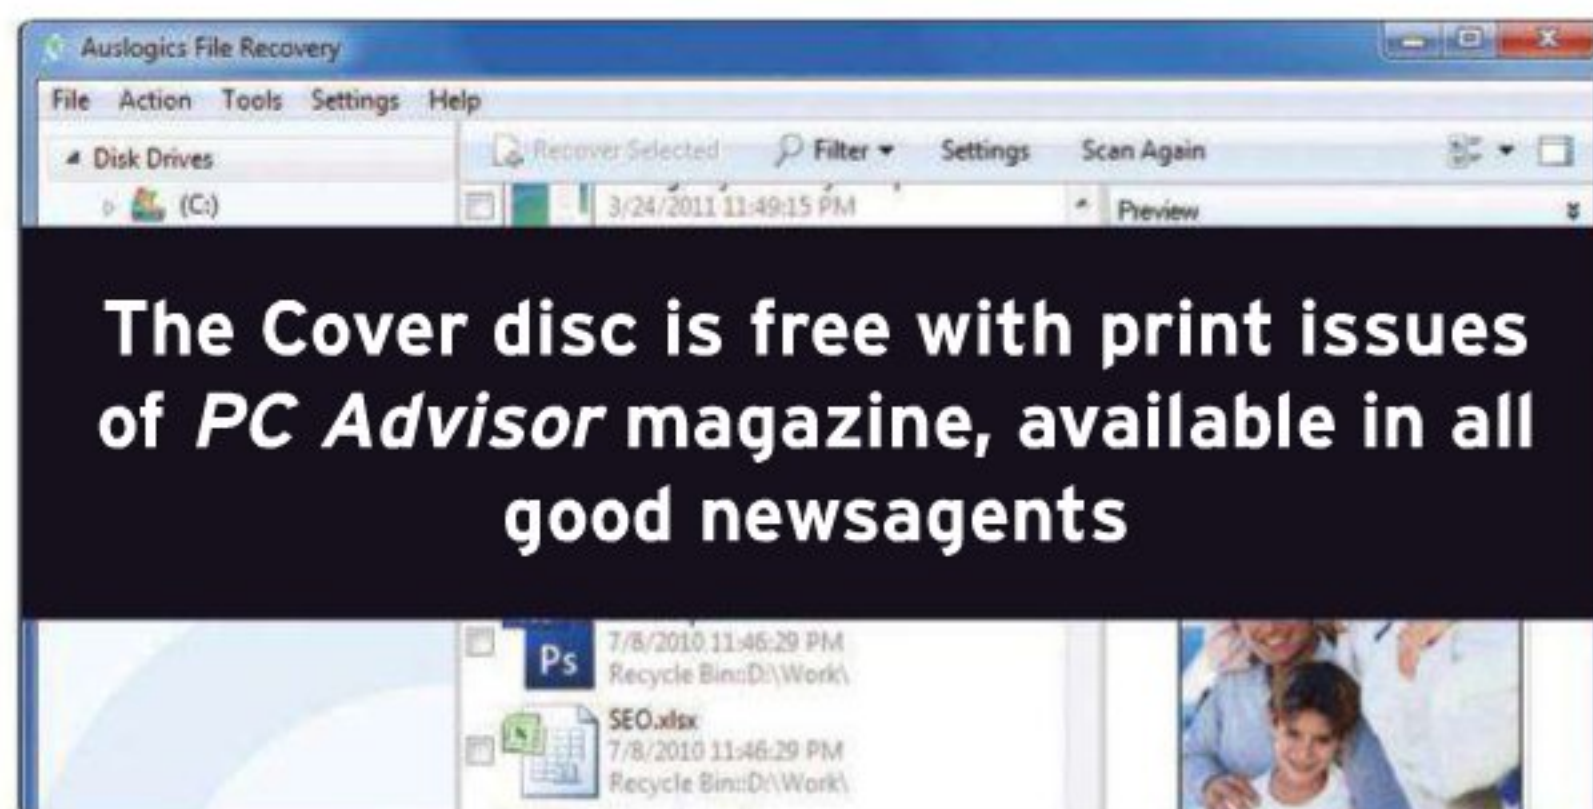 Auslogics File Recovery
File Action Tools Settings Help
Disk Drives
Recover Selected Filter Settings Scan Again
(C:)
3/24/2011 11:49:15 PM
Preview
The Cover disc is free with print issues
of PC Advisor magazine, available in all
good newsagents
Ps
7/8/2010 11:46:29 PM
Recycle Bin::D:\Work\
SEO.xlsx
7/8/2010 11:46:29 PM
Recycle Bin::D:\Work\